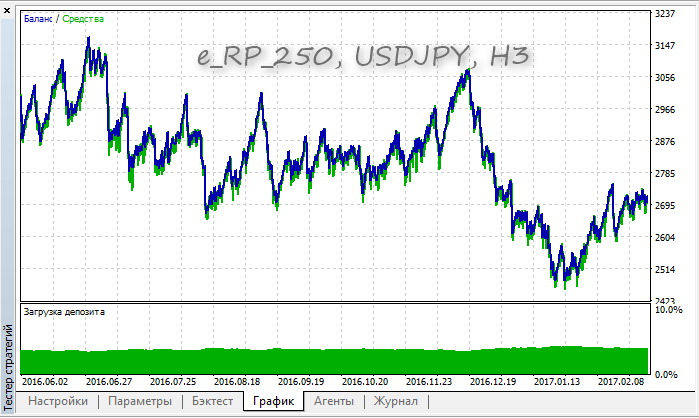 Баланс / Средства
e_RP_250, USDJPY, H3
3237
3147
3056
2966
2876
2785
2695
2604
2514
2423
Загрузка депозита
10.0%
0.0%
2016.06.02 2016.06.27 2016.07.25 2016.08.18 2016.09.19 2016.10.20 2016.11.23 2016.12.19 2017.01.13 2017.02.08
Тестер стратегий
Настройки Параметры Бэктест График Агенты Журнал